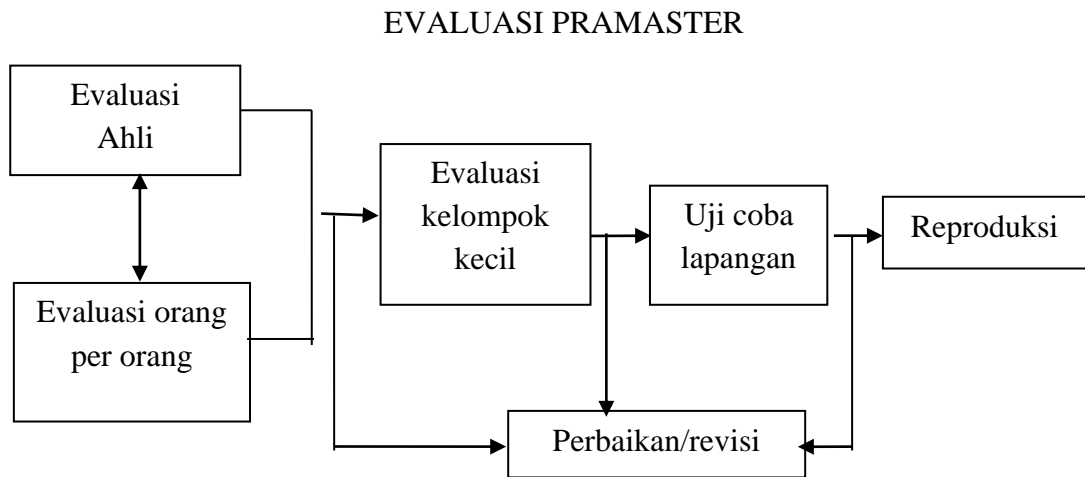 EVALUASI PRAMASTER
Evaluasi
Ahli
Evaluasi orang
per orang
Evaluasi
kelompok
kecil
Uji coba
lapangan
Reproduksi
Perbaikan/revisi